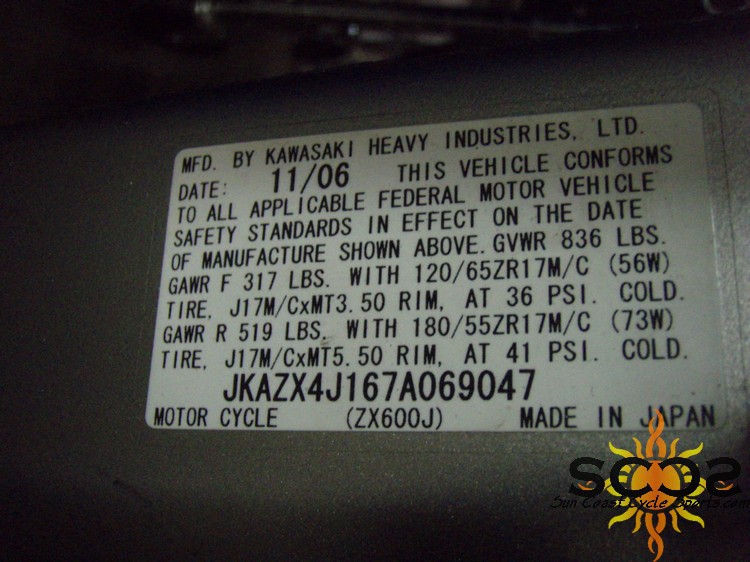 MFD. BY KAWASAKI HEAVY INDUSTRIES, LTD.
DATE: 11/06 THIS VEHICLE CONFORMS
TO ALL APPLICABLE FEDERAL MOTOR VEHICLE
SAFETY STANDARDS IN EFFECT ON THE DATE
OF MANUFACTURE SHOWN ABOVE. GVWR 836 LBS.
GAWR F 317 LBS. WITH 120/65ZR17M/C (56W)
TIRE, J17M/CxMT3.50 RIM, AT 36 PSI. COLD.
GAWR R 519 LBS. WITH 180/55ZR17M/C (73W)
TIRE, J17M/CxMT5.50 RIM, AT 41 PSI. COLD.
JKAZX4J167A069047
MOTOR CYCLE (ZX600J) MADE IN JAPAN
Sun Coast Cycle Sports.com